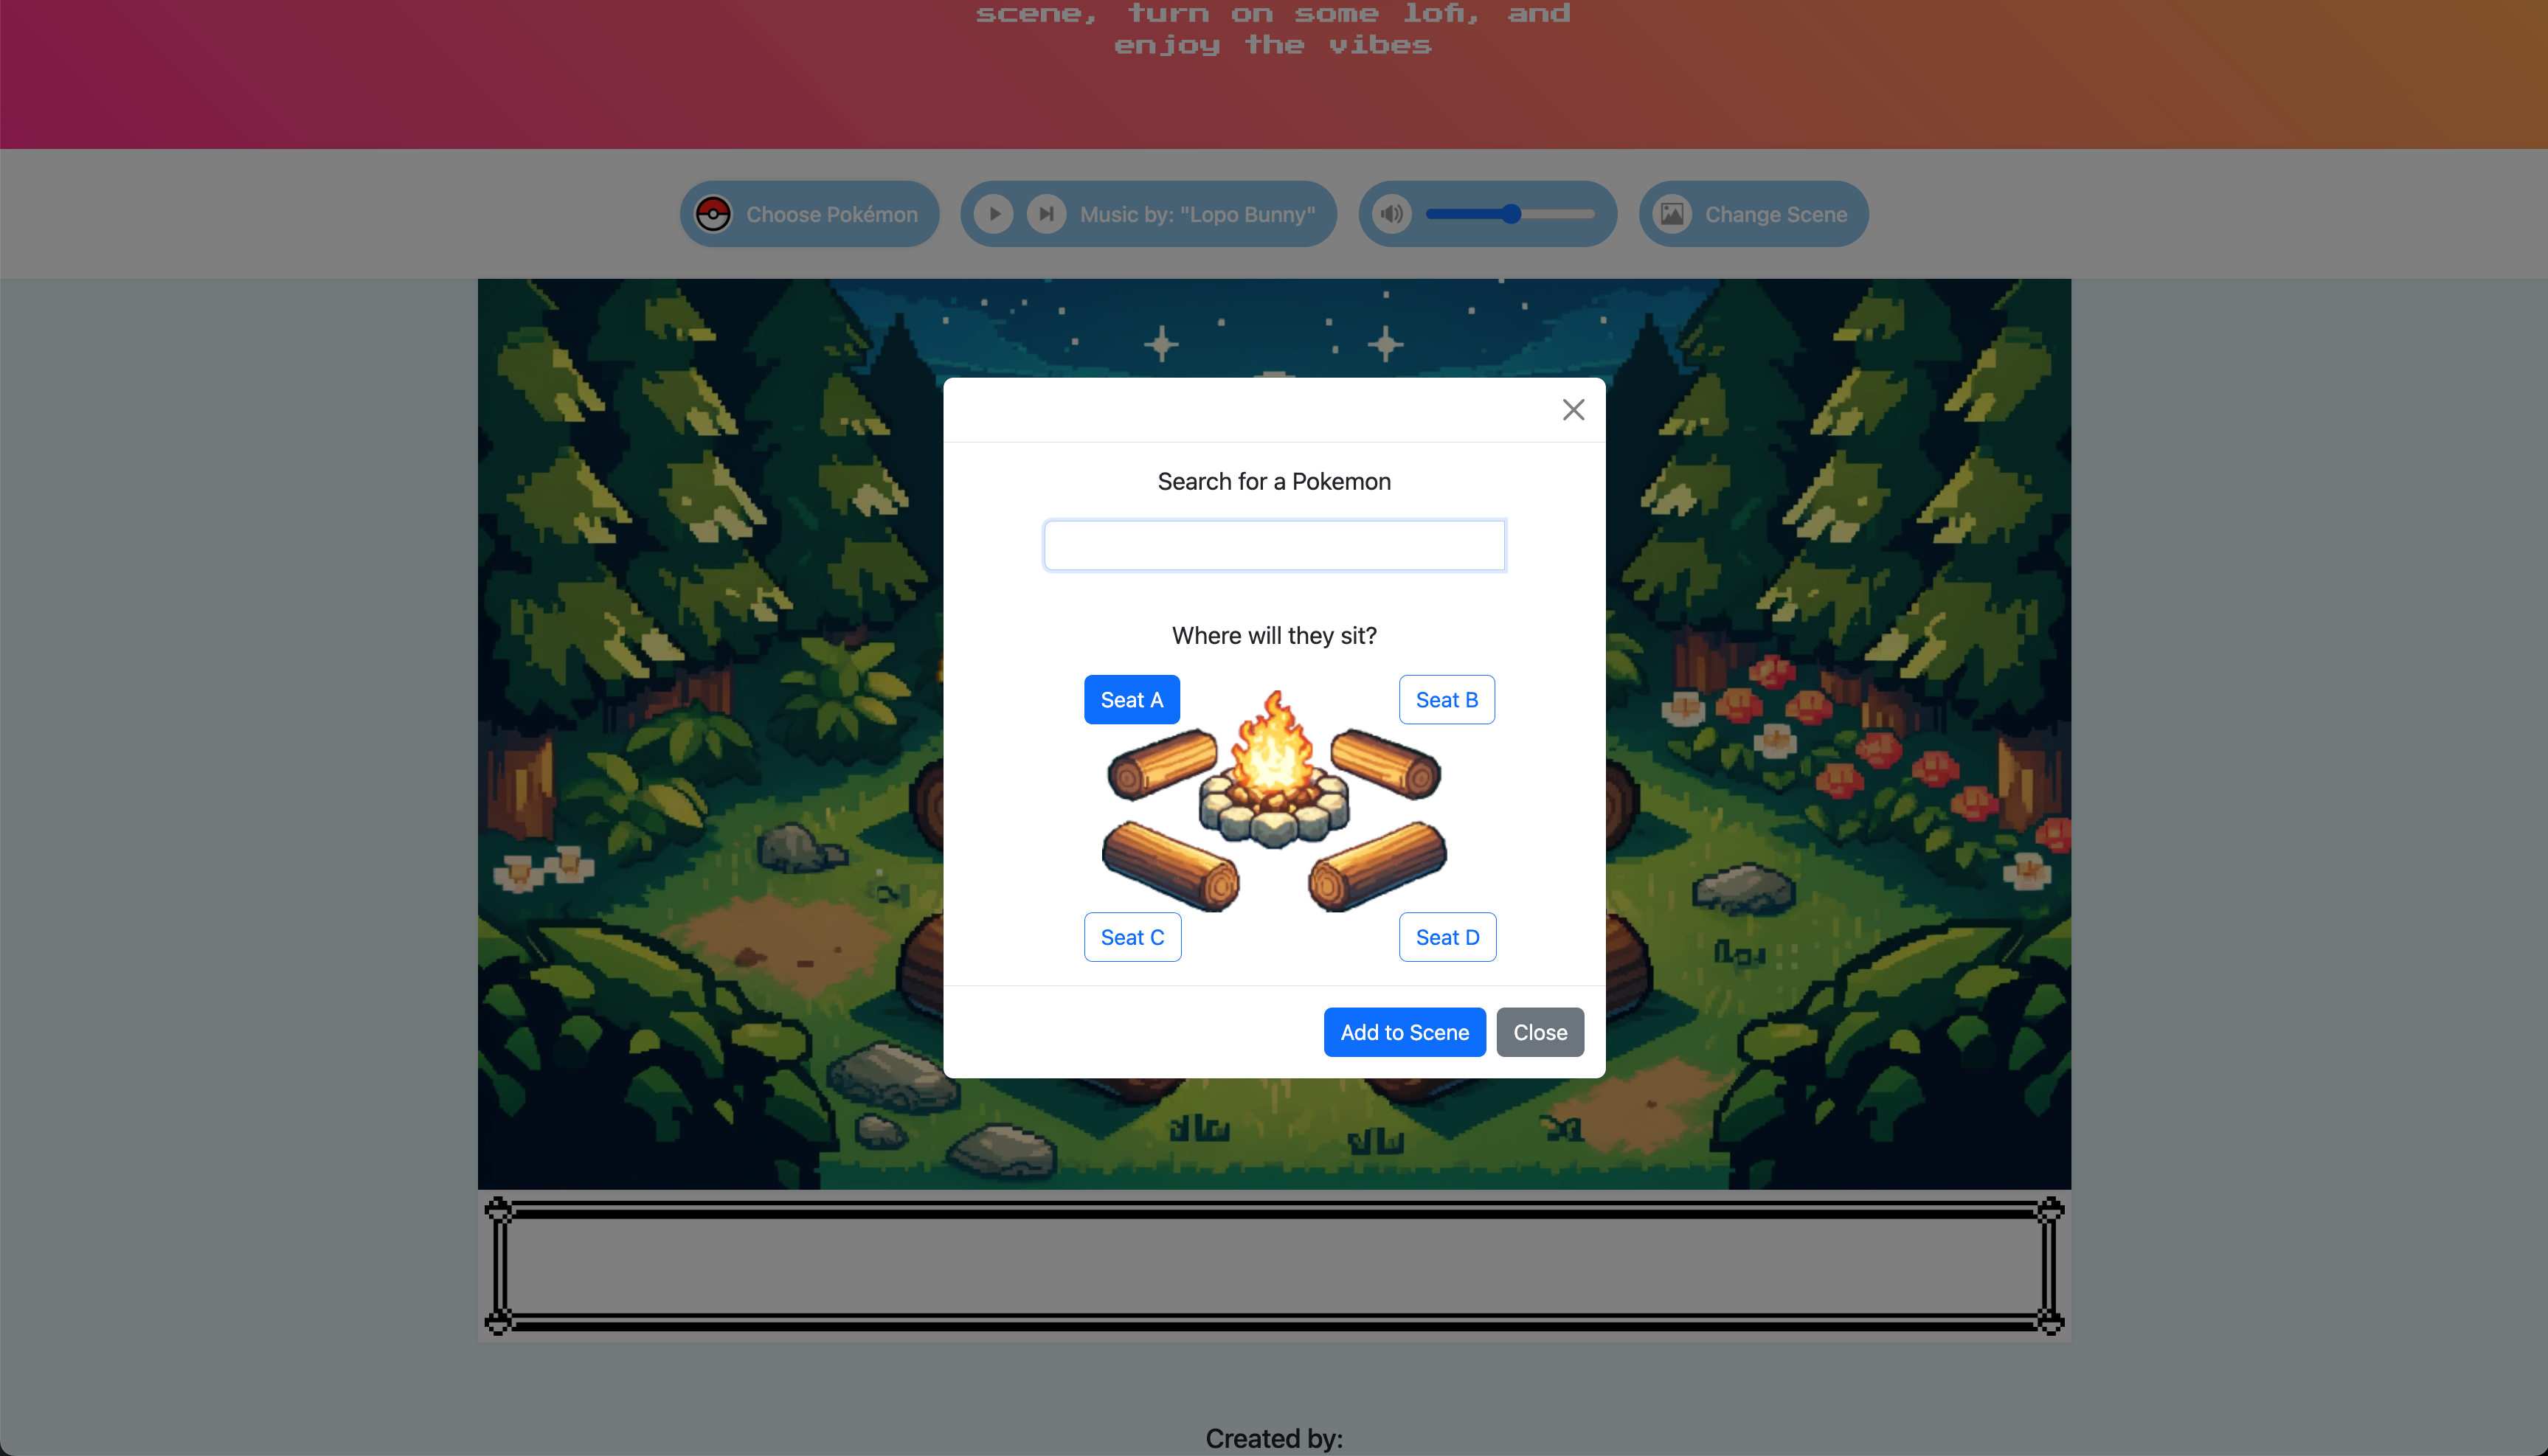 scene, turn on some lofi, and
enjoy the vibes
Choose Pokémon
Music by: "Lopo Bunny"
Change Scene
Search for a Pokemon
Where will they sit?
Seat A
Seat B
Seat C
Seat D
Add to Scene
Close
Created by: